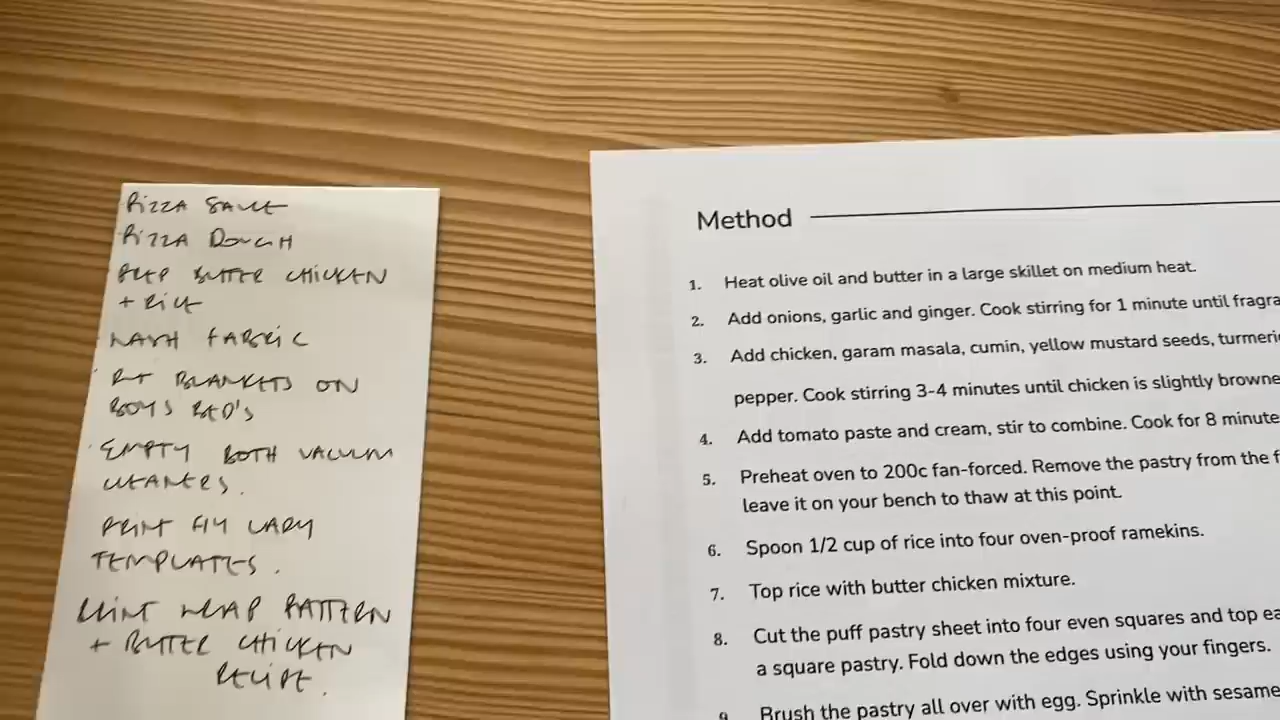 PIZZA SAUCE
PIZZA DOUGH
PREP BUTTER CHICKEN
+ RICE
WASH FABRIC
PUT BLANKETS ON
BOYS BED'S
EMPTY BOTH VACUUM
CLEANERS.
PRINT FLY LADY
TEMPLATES.
PRINT WRAP PATTERN
+ BUTTER CHICKEN
RECIPE.
Method
1. Heat olive oil and butter in a large skillet on medium heat.
2. Add onions, garlic and ginger. Cook stirring for 1 minute until fragra
3. Add chicken, garam masala, cumin, yellow mustard seeds, turmeric
pepper. Cook stirring 3-4 minutes until chicken is slightly browne
4. Add tomato paste and cream, stir to combine. Cook for 8 minute
5. Preheat oven to 200c fan-forced. Remove the pastry from the f
leave it on your bench to thaw at this point.
6. Spoon 1/2 cup of rice into four oven-proof ramekins.
7. Top rice with butter chicken mixture.
8. Cut the puff pastry sheet into four even squares and top ea
a square pastry. Fold down the edges using your fingers.
9. Brush the pastry all over with egg. Sprinkle with sesame